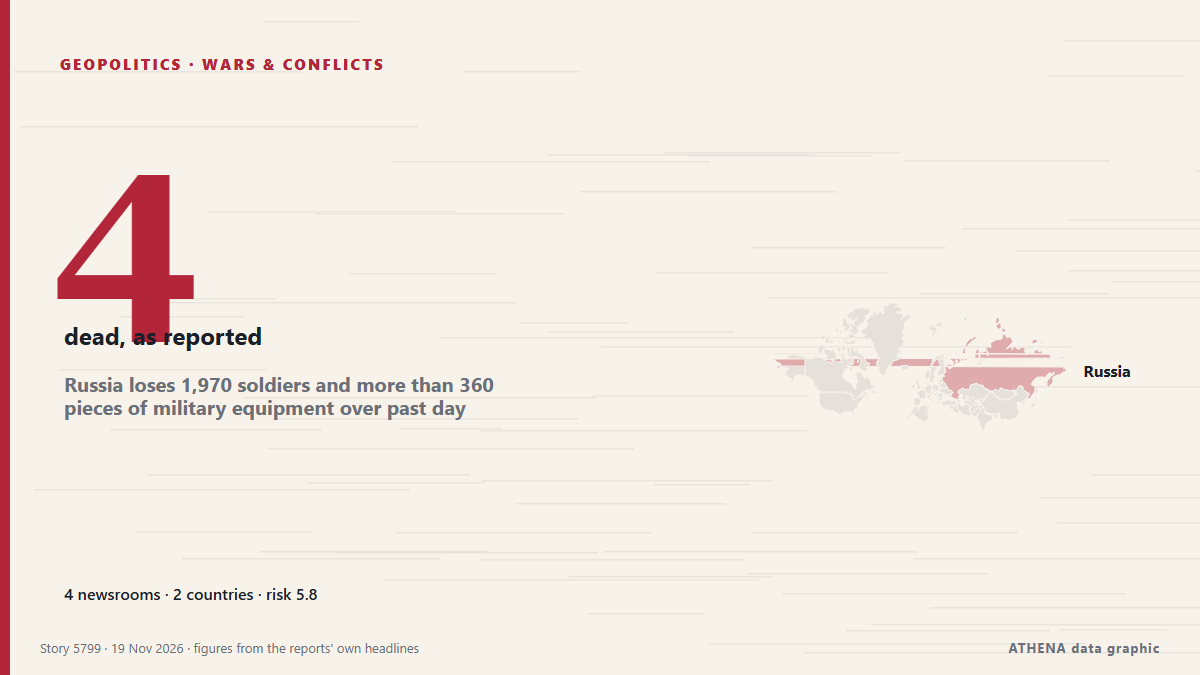 GEOPOLITICS · WARS & CONFLICTS
4
dead, as reported
Russia loses 1,970 soldiers and more than 360
pieces of military equipment over past day
Russia
4 newsrooms · 2 countries · risk 5.8
Story 5799 · 19 Nov 2026 · figures from the reports' own headlines
ATHENA data graphic